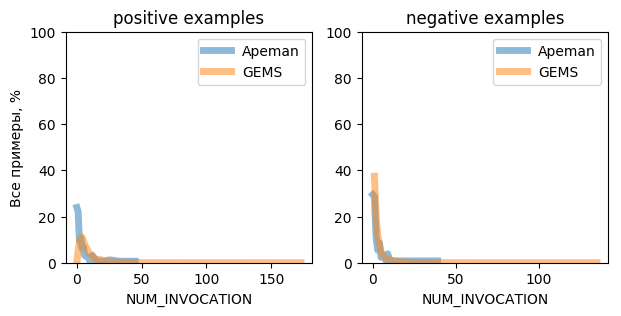 positive examples
negative examples
100
80
60
40
20
0
Все примеры, %
Apeman
GEMS
0
50
100
150
NUM_INVOCATION
100
80
60
40
20
0
Apeman
GEMS
0
50
100
NUM_INVOCATION